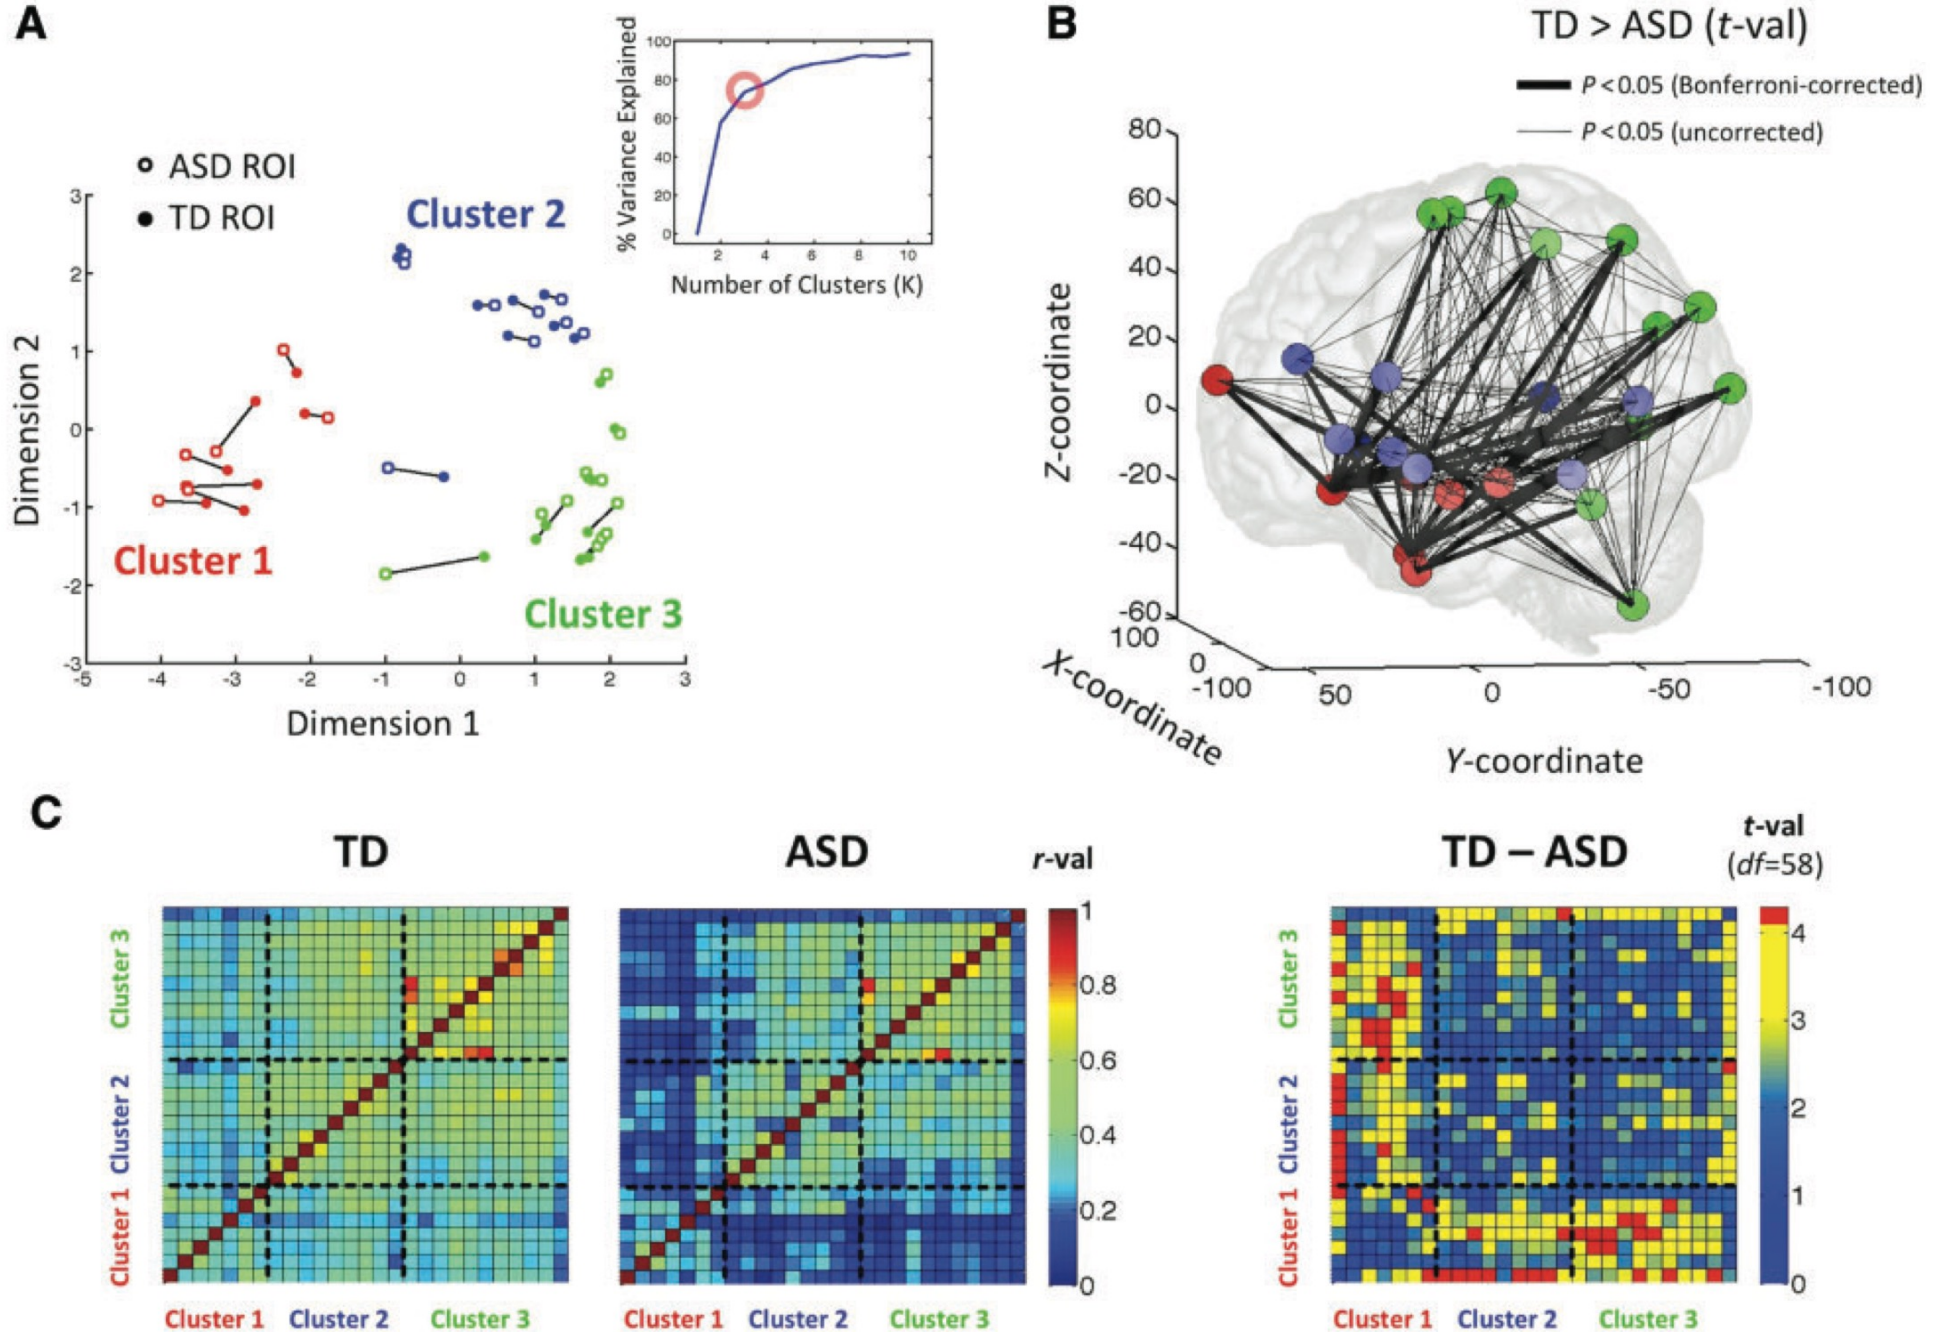 A
ASD ROI
TD ROI
Cluster 2
Cluster 1
Cluster 3
3
2
1
0
-1
-2
-3
-5 -4 -3 -2 -1 0 1 2 3
Dimension 2
Dimension 1
% Variance Explained
100
80
60
40
20
0
2 4 6 8 10
Number of Clusters (K)
B
TD > ASD (t-val)
P < 0.05 (Bonferroni-corrected)
P < 0.05 (uncorrected)
80
60
40
20
0
-20
-40
-60
Z-coordinate
100
0
-100
X-coordinate
50 0 -50 -100
Y-coordinate
C
TD
Cluster 3
Cluster 2
Cluster 1
Cluster 1 Cluster 2 Cluster 3
ASD
Cluster 1 Cluster 2 Cluster 3
r-val
1
0.8
0.6
0.4
0.2
0
TD – ASD
Cluster 3
Cluster 2
Cluster 1
Cluster 1 Cluster 2 Cluster 3
t-val
(df=58)
4
3
2
1
0